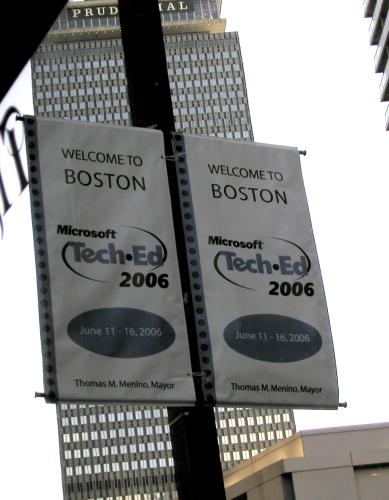 PRUDENTIAL
WELCOME TO
BOSTON
Microsoft
Tech•Ed
2006
June 11 - 16, 2006
Thomas M. Menino, Mayor
WELCOME TO
BOSTON
Microsoft
Tech•Ed
2006
June 11 - 16, 2006
Thomas M. Menino, Mayor